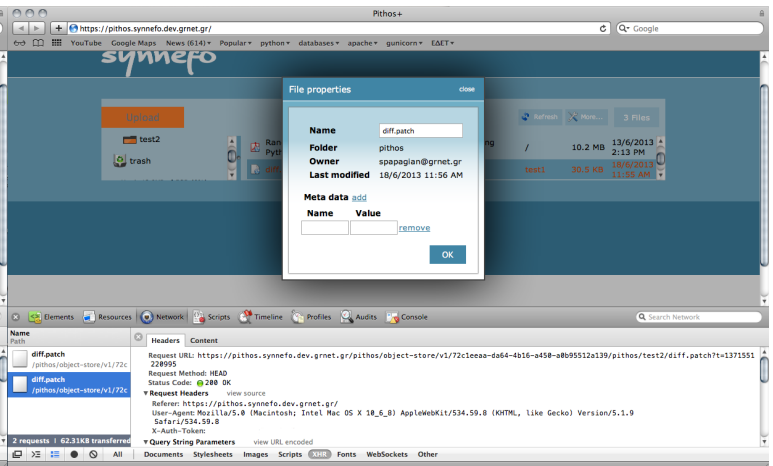 Pithos+
https://pithos.synnefo.dev.grnet.gr/
Google
YouTube Google Maps News (614) Popular python databases apache gunicorn ΕΔΕΤ
synnefo
File properties close
Upload
Refresh More... 3 Files
test2
trash
Ran
Pyth
ng / 10.2 MB 13/6/2013
2:13 PM
diff. test1 30.5 KB 18/6/2013
11:55 AM
Name diff.patch
Folder pithos
Owner spapagian@grnet.gr
Last modified 18/6/2013 11:56 AM
Meta data add
Name Value
remove
OK
Elements Resources Network Scripts Timeline Profiles Audits Console Search Network
Name
Path
Headers Content
diff.patch
/pithos/object-store/v1/72c
diff.patch
/pithos/object-store/v1/72c
Request URL: https://pithos.synnefo.dev.grnet.gr/pithos/object-store/v1/72c1eeaa-da64-4b16-a450-a0b95512a139/pithos/test2/diff.patch?t=1371551
220995
Request Method: HEAD
Status Code: 200 OK
Request Headers view source
Referer: https://pithos.synnefo.dev.grnet.gr/
User-Agent: Mozilla/5.0 (Macintosh; Intel Mac OS X 10_6_8) AppleWebKit/534.59.8 (KHTML, like Gecko) Version/5.1.9
Safari/534.59.8
X-Auth-Token:
Query String Parameters view URL encoded
2 requests | 62.31KB transferred
All Documents Stylesheets Images Scripts XHR Fonts WebSockets Other